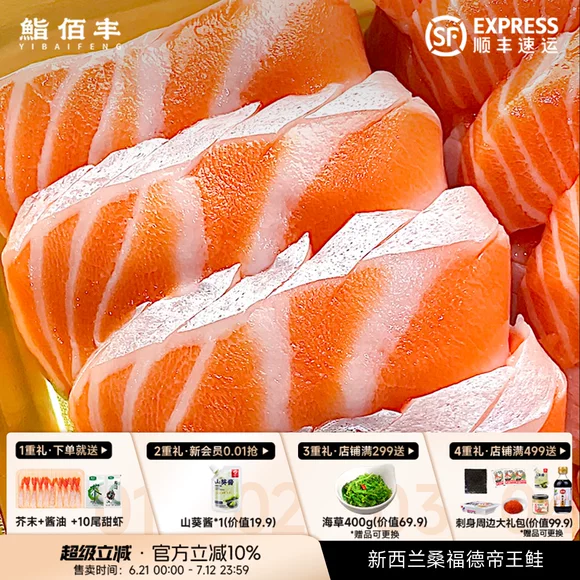 鮨佰丰
YIBAIFENG
SF EXPRESS
顺丰速运
1重礼·下单就送
芥末+酱油 +10尾甜虾
2重礼·新会员0.01抢
山葵酱
山葵酱*1(价值19.9)
3重礼·店铺满299送
海草400g(价值69.9)
*赠品可更换
4重礼·店铺满499送
刺身周边大礼包(价值99.9)
*赠品可更换
01
02
03
超级立减·官方立减10%
售卖时间：6.21 00:00 - 7.12 23:59
新西兰桑福德帝王鲑